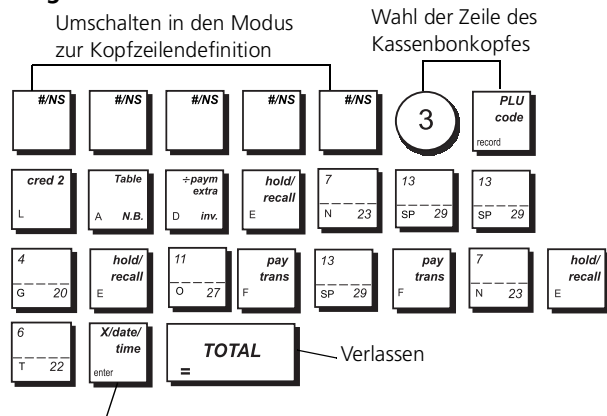 Umschalten in den Modus
zur Kopfzeilendefinition
Wahl der Zeile des
Kassenbonkopfes
#/NS #/NS #/NS #/NS #/NS 3 PLU code record
cred 2 L Table A N.B. ÷paym extra D inv. hold/ recall E 7 N 23 13 SP 29 13 SP 29
4 G 20 hold/ recall E 11 O 27 pay trans F 13 SP 29 pay trans F 7 N 23 hold/ recall E
6 T 22 X/date/ time enter TOTAL = Verlassen